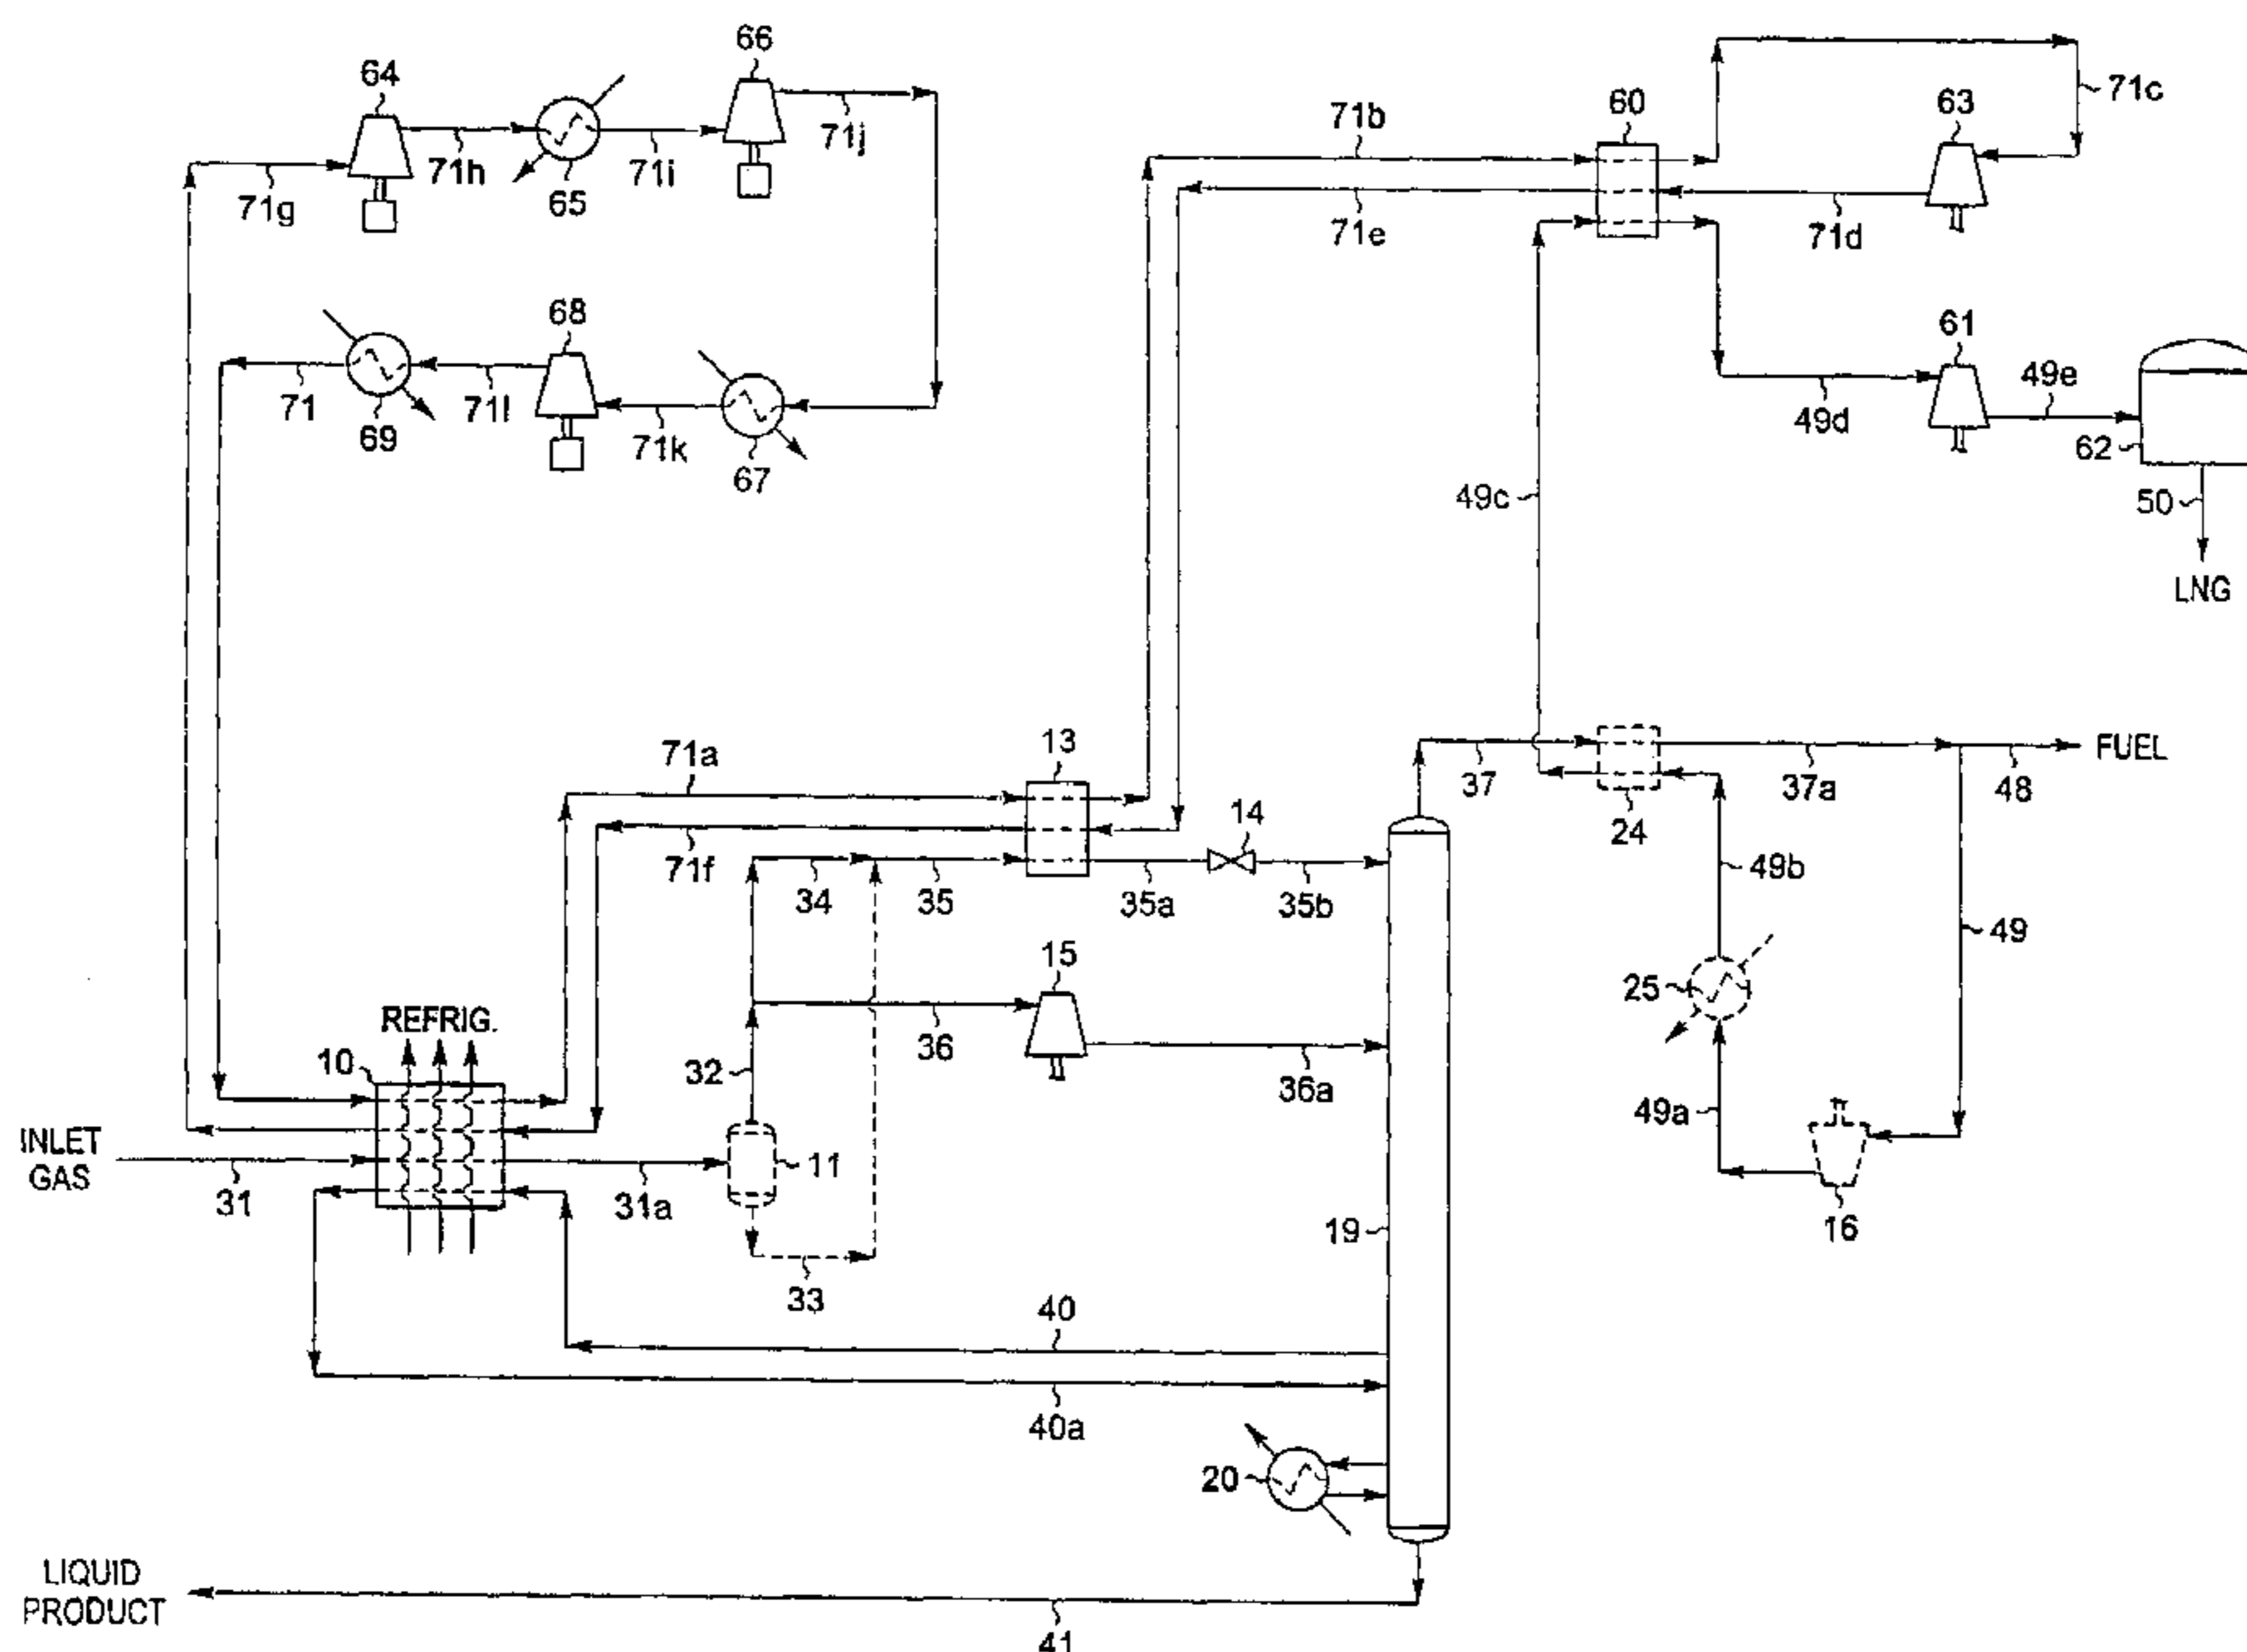 66
64
60
71c
63
71b
71h
71i
71j
65
71g
71e
71d
68
61
49e
71
69
71l
71k
67
49d
62
49c
50
LNG
71a
13
14
37
37a
48
FUEL
24
71f
34
35
35a
35b
49b
49
15
25
REFRIG.
10
32
36
36a
49a
INLET
GAS
31
31a
11
19
16
33
40
40a
20
LIQUID
PRODUCT
41